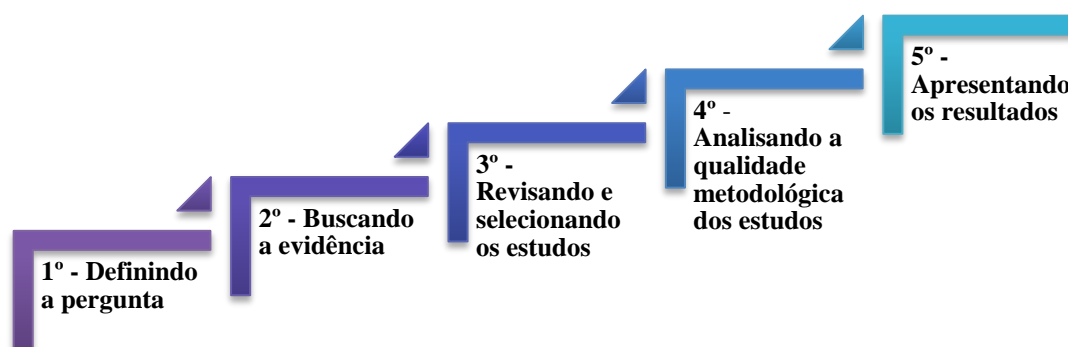 1º - Definindo
a pergunta
2º - Buscando
a evidência
3º -
Revisando e
selecionando
os estudos
4º -
Analisando a
qualidade
metodológica
dos estudos
5º -
Apresentando
os resultados